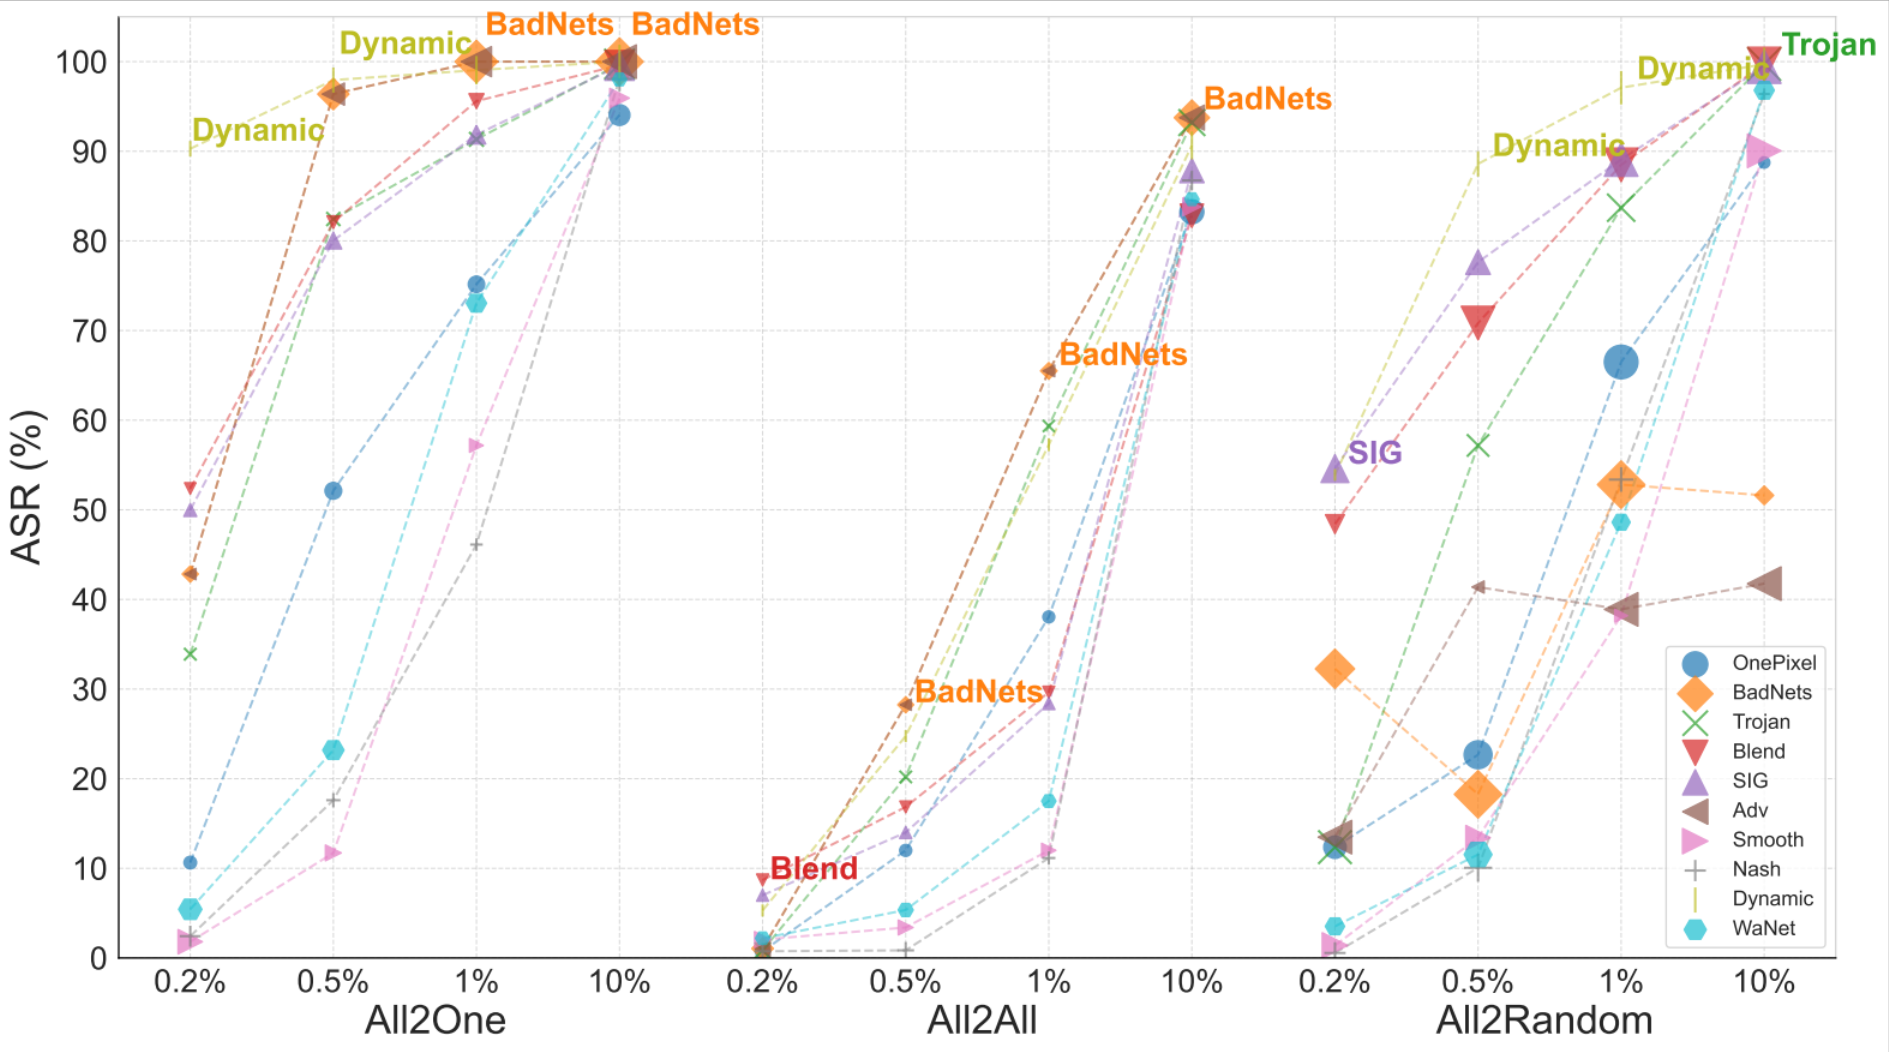 BadNets BadNets
Dynamic
Trojan
100
Dynamic
BadNets
Dynamic
90
Dynamic
80
70
BadNets
60
SIG
50
ASR (%)
40
30
BadNets
20
10
Blend
0
OnePixel
BadNets
Trojan
Blend
SIG
Adv
Smooth
Nash
Dynamic
WaNet
0.2% 0.5% 1% 10% 0.2% 0.5% 1% 10% 0.2% 0.5% 1% 10%
All2One All2All All2Random